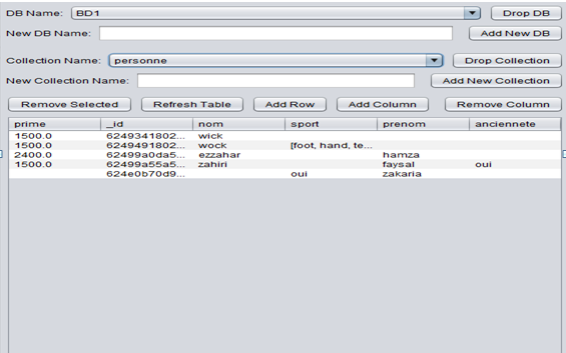 DB Name: BD1 Drop DB
New DB Name: Add New DB
Collection Name: personne Drop Collection
New Collection Name: Add New Collection
Remove Selected Refresh Table Add Row Add Column Remove Column
prime _id nom sport prenom anciennete
1500.0 6249341802... wick
1500.0 6249491802... wock [foot, hand, te...
2400.0 62499a0da5... ezzahar hamza
1500.0 62499a55a5... zahiri faysal oui
624e0b70d9... oui zakaria